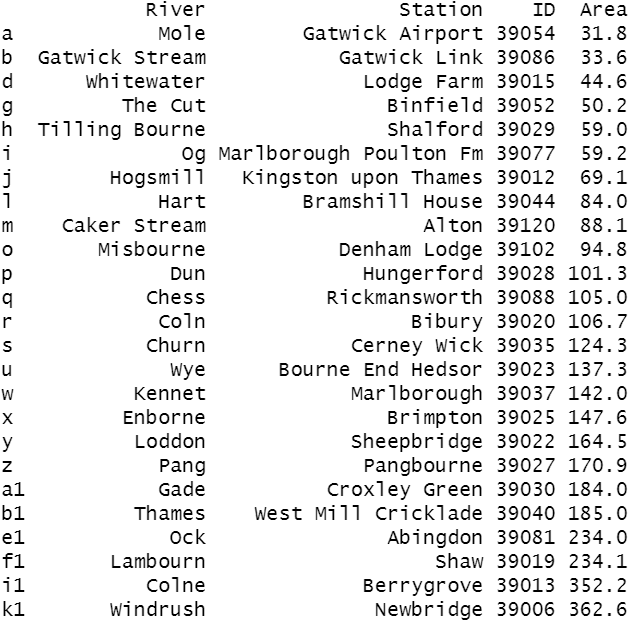 River Station ID Area
a Mole Gatwick Airport 39054 31.8
b Gatwick Stream Gatwick Link 39086 33.6
d Whitewater Lodge Farm 39015 44.6
g The Cut Binfield 39052 50.2
h Tilling Bourne Shalford 39029 59.0
i Og Marlborough Poulton Fm 39077 59.2
j Hogsmill Kingston upon Thames 39012 69.1
l Hart Bramshill House 39044 84.0
m Caker Stream Alton 39120 88.1
o Misbourne Denham Lodge 39102 94.8
p Dun Hungerford 39028 101.3
q Chess Rickmansworth 39088 105.0
r Coln Bibury 39020 106.7
s Churn Cerney Wick 39035 124.3
u Wye Bourne End Hedsor 39023 137.3
w Kennet Marlborough 39037 142.0
x Enborne Brimpton 39025 147.6
y Loddon Sheepbridge 39022 164.5
z Pang Pangbourne 39027 170.9
a1 Gade Croxley Green 39030 184.0
b1 Thames West Mill Cricklade 39040 185.0
e1 Ock Abingdon 39081 234.0
f1 Lambourn Shaw 39019 234.1
i1 Colne Berrygrove 39013 352.2
k1 Windrush Newbridge 39006 362.6